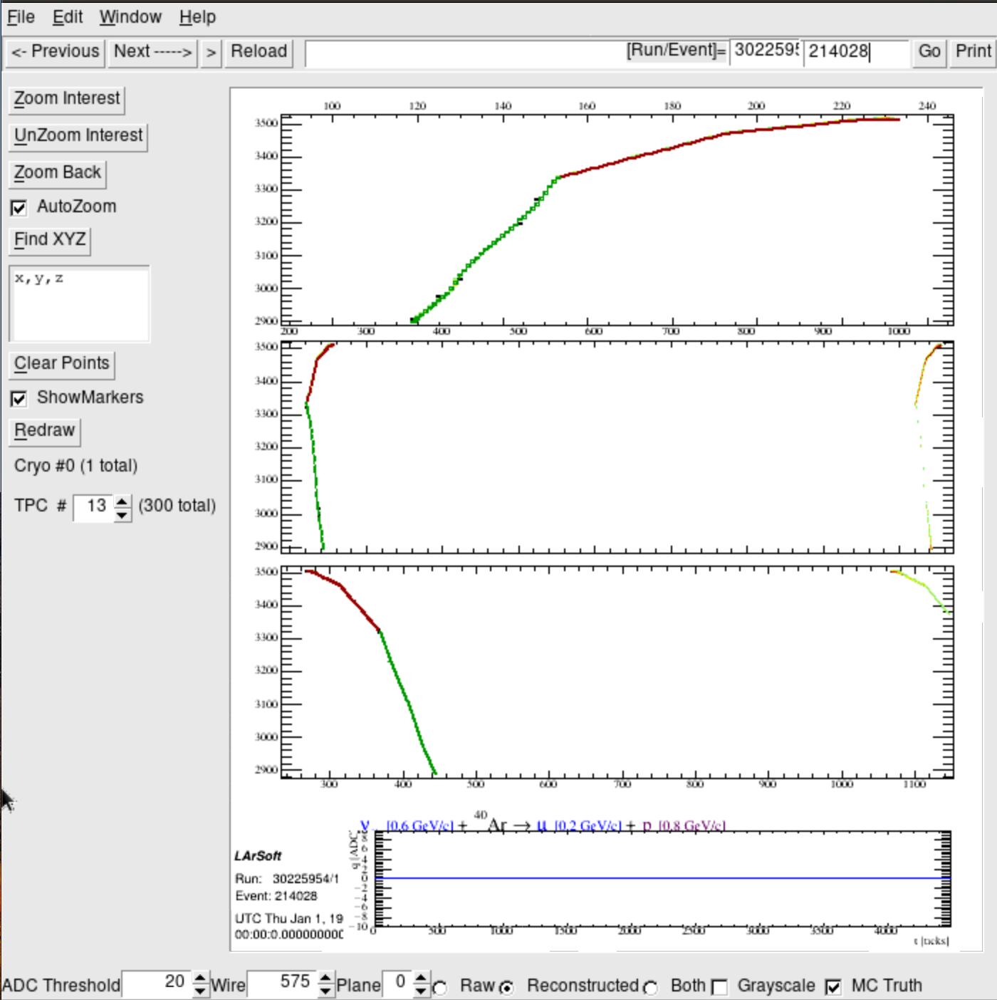 File Edit Window Help
<- Previous Next -----> > Reload [Run/Event]= 3022595 214028 Go Print
Zoom Interest
UnZoom Interest
Zoom Back
AutoZoom
Find XYZ
x,y,z
Clear Points
ShowMarkers
Redraw
Cryo #0 (1 total)
TPC # 13 (300 total)
100 120 140 160 180 200 220 240
3500
3400
3300
3200
3100
3000
2900
200 300 400 500 600 700 800 900 1000
3500
3400
3300
3200
3100
3000
2900
3500
3400
3300
3200
3100
3000
2900
300 400 500 600 700 800 900 1000 1100
ν [0.6 GeV/c] + ⁴⁰Ar → μ [0.2 GeV/c] + p [0.8 GeV/c]
q [ADC]
8
6
4
2
0
−2
−4
−6
−8
−10
0 500 1000 1500 2000 2500 3000 3500 4000
t [ticks]
LArSoft
Run: 30225954/1
Event: 214028
UTC Thu Jan 1, 19
00:00:0.000000000
ADC Threshold 20 Wire 575 Plane 0 Raw Reconstructed Both Grayscale MC Truth